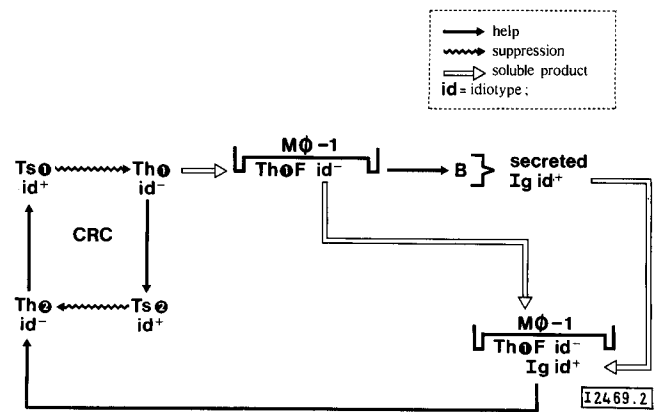 help
suppression
soluble product
id = idiotype ;
MΦ-1
Th❶F id⁻
Ts❶
id⁺
Th❶
id⁻
B
secreted
Ig id⁺
CRC
Th❷
id⁻
Ts❷
id⁺
MΦ-1
Th❶F id⁻
Ig id⁺
I2469.2